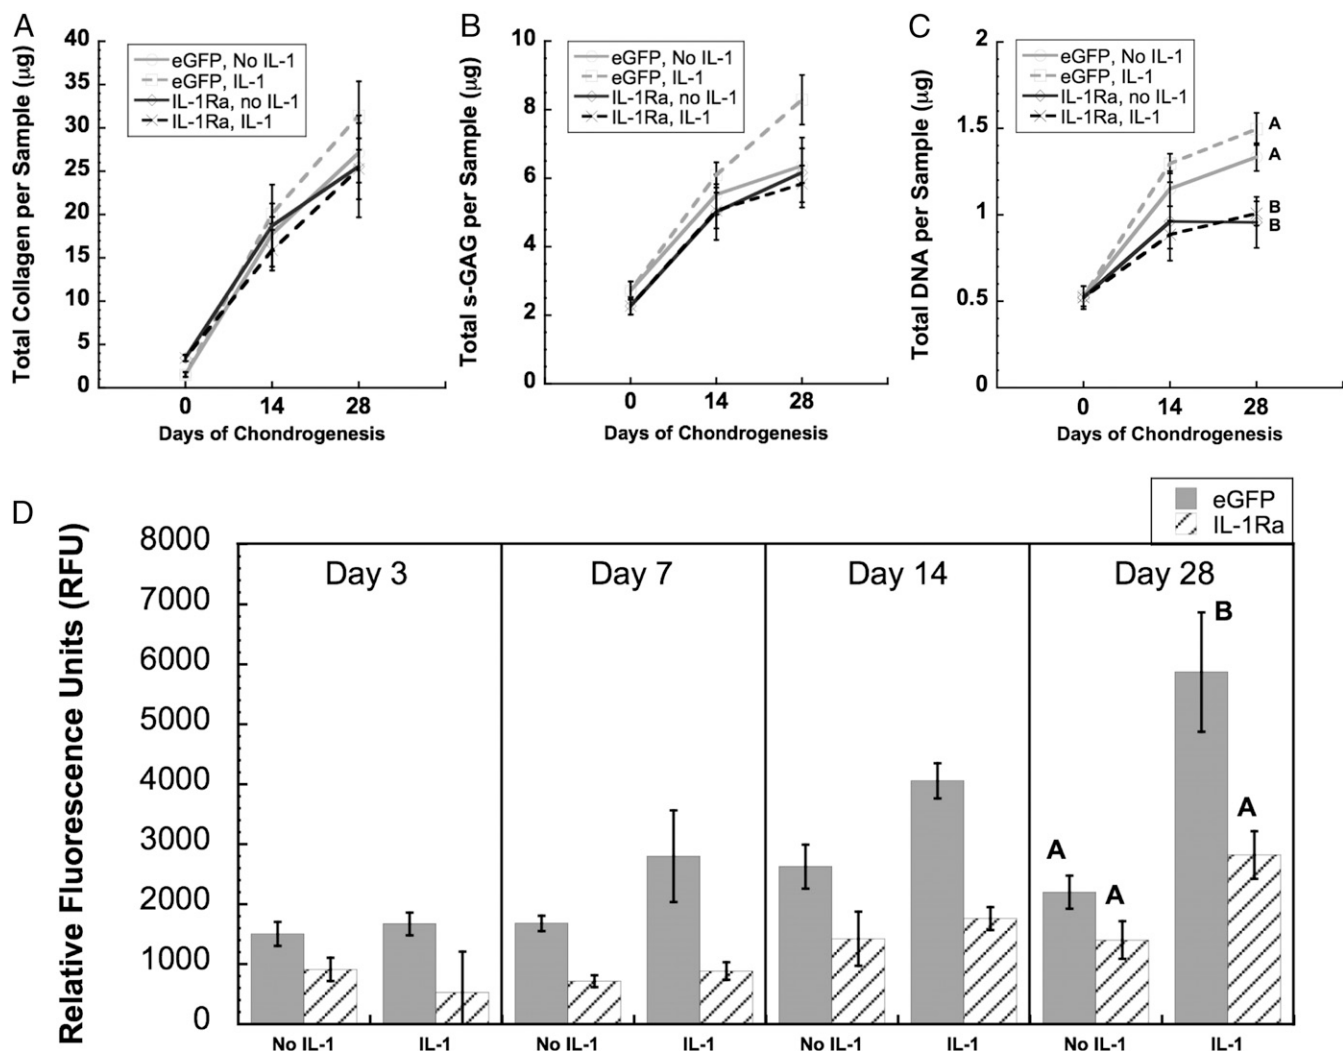 A
Total Collagen per Sample (µg)
40
35
30
25
20
15
10
5
0
eGFP, No IL-1
eGFP, IL-1
IL-1Ra, no IL-1
IL-1Ra, IL-1
0 14 28
Days of Chondrogenesis
B
Total s-GAG per Sample (µg)
10
8
6
4
2
0
eGFP, No IL-1
eGFP, IL-1
IL-1Ra, no IL-1
IL-1Ra, IL-1
0 14 28
Days of Chondrogenesis
C
Total DNA per Sample (µg)
2
1.5
1
0.5
0
eGFP, No IL-1
eGFP, IL-1
IL-1Ra, no IL-1
IL-1Ra, IL-1
A
A
B
B
0 14 28
Days of Chondrogenesis
D
Relative Fluorescence Units (RFU)
8000
7000
6000
5000
4000
3000
2000
1000
0
eGFP
IL-1Ra
Day 3 Day 7 Day 14 Day 28
A A B A
No IL-1 IL-1 No IL-1 IL-1 No IL-1 IL-1 No IL-1 IL-1